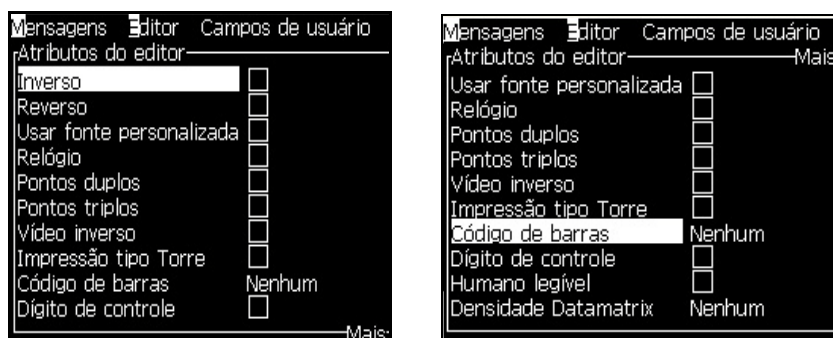 Mensagens Editor Campos de usuário
Atributos do editor
Inverso
Reverso
Usar fonte personalizada
Relógio
Pontos duplos
Pontos triplos
Vídeo inverso
Impressão tipo Torre
Código de barras Nenhum
Dígito de controle
Mais
Mensagens Editor Campos de usuário
Atributos do editor Mais
Usar fonte personalizada
Relógio
Pontos duplos
Pontos triplos
Vídeo inverso
Impressão tipo Torre
Código de barras Nenhum
Dígito de controle
Humano legível
Densidade Datamatrix Nenhum